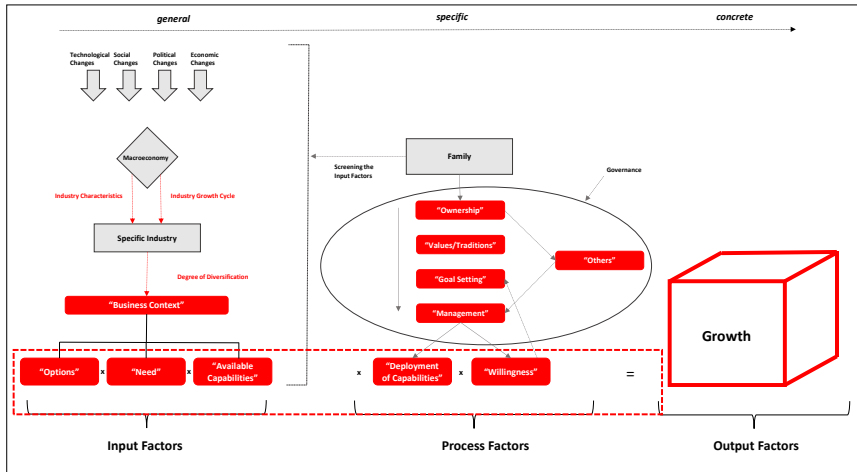 general
specific
concrete
Technological
Changes
Social
Changes
Political
Changes
Economic
Changes
Macroeconomy
Industry Characteristics
Industry Growth Cycle
Specific Industry
Degree of Diversification
"Business Context"
"Options"
x
"Need"
x
"Available
Capabilities"
Input Factors
Family
Screening the
Input Factors
Governance
"Ownership"
"Values/Traditions"
"Others"
"Goal Setting"
"Management"
x
"Deployment
of Capabilities"
x
"Willingness"
=
Process Factors
Growth
Output Factors